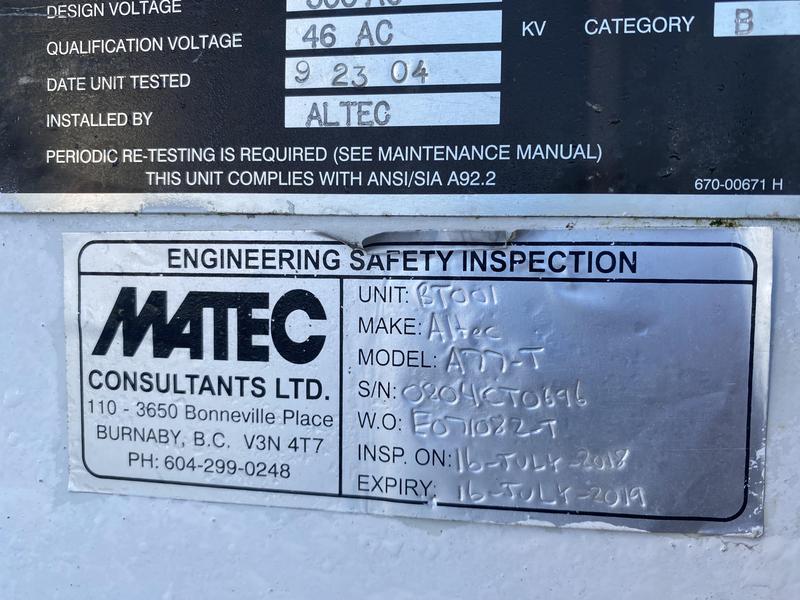 DESIGN VOLTAGE
QUALIFICATION VOLTAGE 46 AC KV CATEGORY B
DATE UNIT TESTED 9 23 04
INSTALLED BY ALTEC
PERIODIC RE-TESTING IS REQUIRED (SEE MAINTENANCE MANUAL)
THIS UNIT COMPLIES WITH ANSI/SIA A92.2
670-00671 H
ENGINEERING SAFETY INSPECTION
MATEC
CONSULTANTS LTD.
110 - 3650 Bonneville Place
BURNABY, B.C. V3N 4T7
PH: 604-299-0248
UNIT: BT001
MAKE: Altec
MODEL: A77-T
S/N:
W.O: E071082-T
INSP. ON: 16-JULY-2018
EXPIRY: 16-JULY-2019